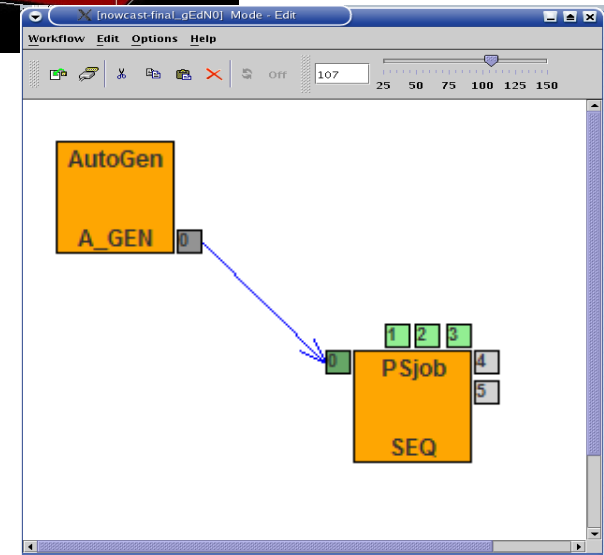 [nowcast-final_gEdN0] Mode - Edit
Workflow Edit Options Help
Off 107
25 50 75 100 125 150
AutoGen
A_GEN 0
1 2 3
0 PSjob 4
5
SEQ